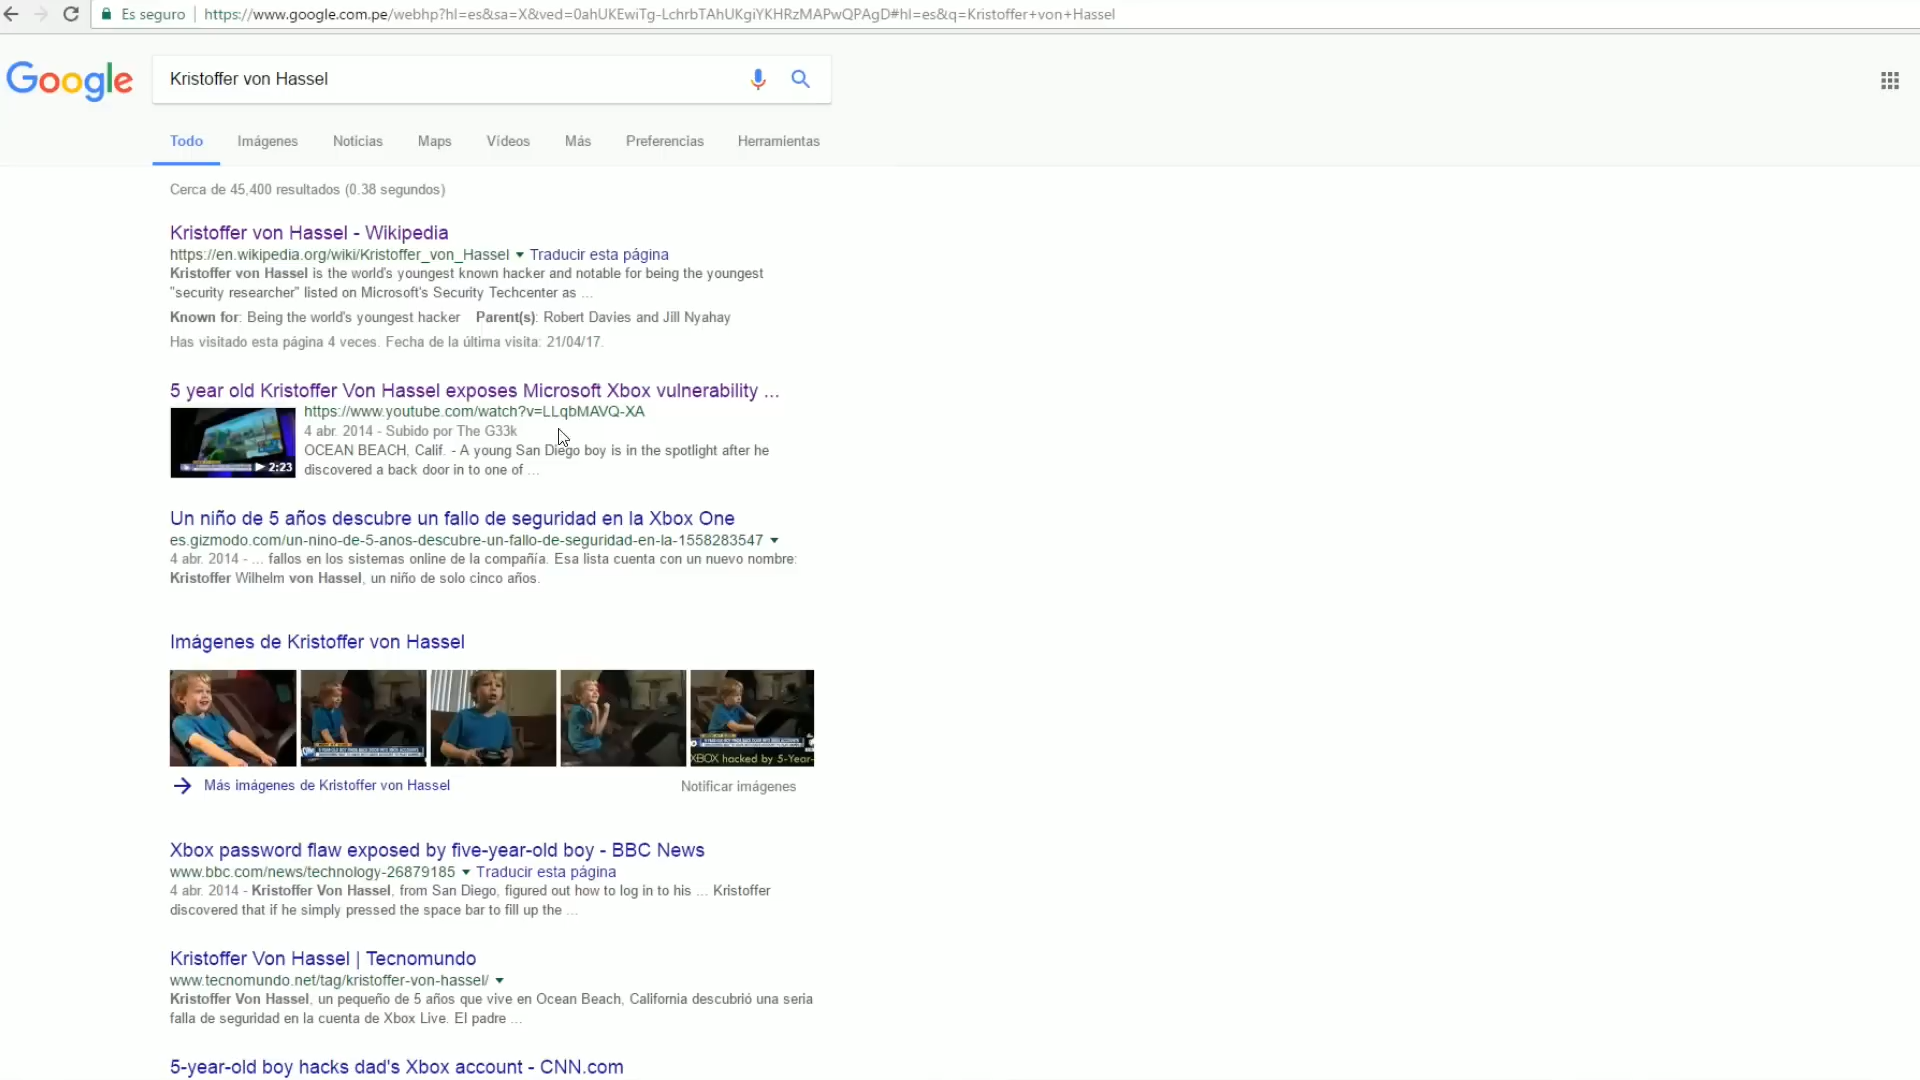 Es seguro | https://www.google.com.pe/webhp?hl=es&sa=X&ved=0ahUKEwiTg-LchrbTAhUKgiYKHRzMAPwQPAgD#hl=es&q=Kristoffer+von+Hassel
Google
Kristoffer von Hassel
Todo Imágenes Noticias Maps Vídeos Más Preferencias Herramientas
Cerca de 45,400 resultados (0.38 segundos)
Kristoffer von Hassel - Wikipedia
https://en.wikipedia.org/wiki/Kristoffer_von_Hassel Traducir esta página
Kristoffer von Hassel is the world's youngest known hacker and notable for being the youngest
"security researcher" listed on Microsoft's Security Techcenter as ...
Known for: Being the world's youngest hacker Parent(s): Robert Davies and Jill Nyahay
Has visitado esta página 4 veces. Fecha de la última visita: 21/04/17.
5 year old Kristoffer Von Hassel exposes Microsoft Xbox vulnerability ...
https://www.youtube.com/watch?v=LLqbMAVQ-XA
4 abr. 2014 - Subido por The G33k
OCEAN BEACH, Calif. - A young San Diego boy is in the spotlight after he
discovered a back door in to one of ...
2:23
Un niño de 5 años descubre un fallo de seguridad en la Xbox One
es.gizmodo.com/un-nino-de-5-anos-descubre-un-fallo-de-seguridad-en-la-1558283547
4 abr. 2014 - ... fallos en los sistemas online de la compañía. Esa lista cuenta con un nuevo nombre:
Kristoffer Wilhelm von Hassel, un niño de solo cinco años.
Imágenes de Kristoffer von Hassel
XBOX hacked by 5-Year-
Más imágenes de Kristoffer von Hassel Notificar imágenes
Xbox password flaw exposed by five-year-old boy - BBC News
www.bbc.com/news/technology-26879185 Traducir esta página
4 abr. 2014 - Kristoffer Von Hassel, from San Diego, figured out how to log in to his ... Kristoffer
discovered that if he simply pressed the space bar to fill up the ...
Kristoffer Von Hassel | Tecnomundo
www.tecnomundo.net/tag/kristoffer-von-hassel/
Kristoffer Von Hassel, un pequeño de 5 años que vive en Ocean Beach, California descubrió una seria
falla de seguridad en la cuenta de Xbox Live. El padre ...
5-year-old boy hacks dad's Xbox account - CNN.com